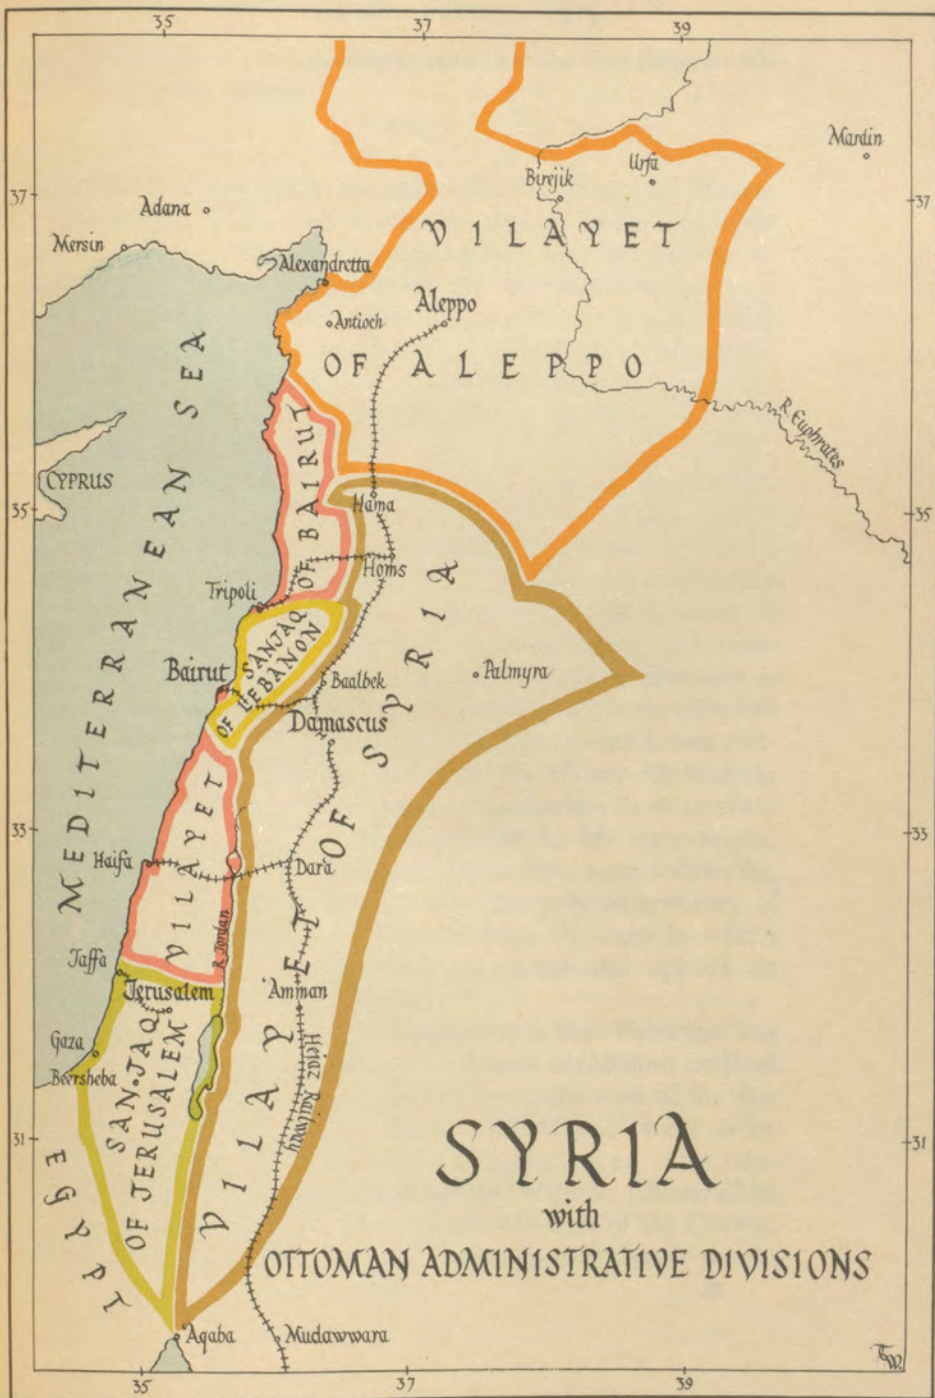 35
37
39
Mardin
Urfa
Birejik
37
37
Adana
VILAYET
Mersin
Alexandretta
Aleppo
Antioch
OF ALEPPO
MEDITERRANEAN SEA
R. Euphrates
CYPRUS
OF BAIRUT
35
35
Hama
Homs
Tripoli
SANJAQ
OF LEBANON
Bairut
Baalbek
Palmyra
Damascus
VILAYET OF SYRIA
33
33
VILAYET
Haifa
Dar'a
R. Jordan
Jaffa
Jerusalem
Amman
Gaza
Beersheba
Hejaz Railway
SANJAQ
OF JERUSALEM
31
31
EGYPT
SYRIA
with
OTTOMAN ADMINISTRATIVE DIVISIONS
Aqaba
Mudawwara
35
37
39